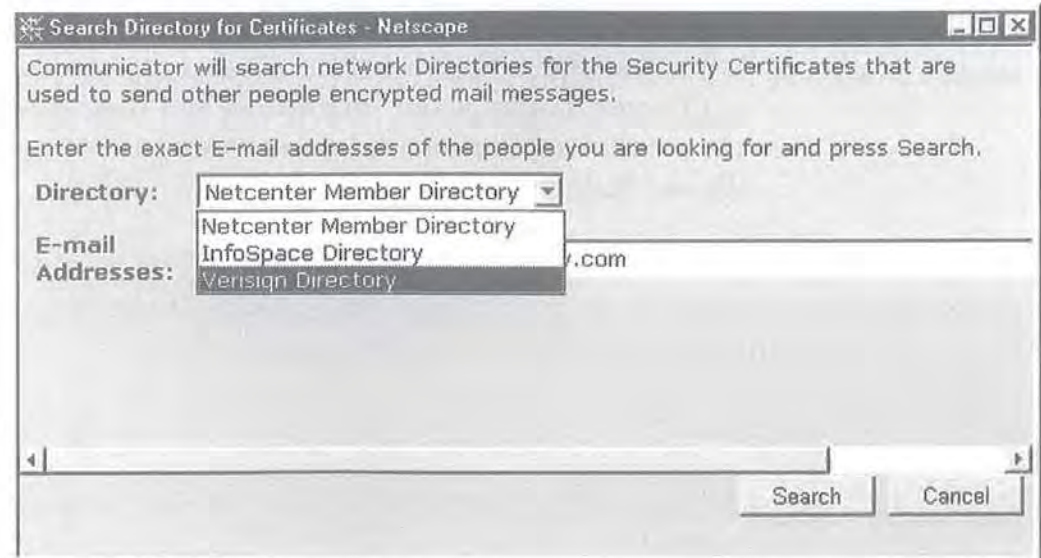 Search Directory for Certificates - Netscape
Communicator will search network Directories for the Security Certificates that are
used to send other people encrypted mail messages.
Enter the exact E-mail addresses of the people you are looking for and press Search.
Directory: Netcenter Member Directory
Netcenter Member Directory
InfoSpace Directory
Verisign Directory
E-mail
Addresses:
.com
Search Cancel